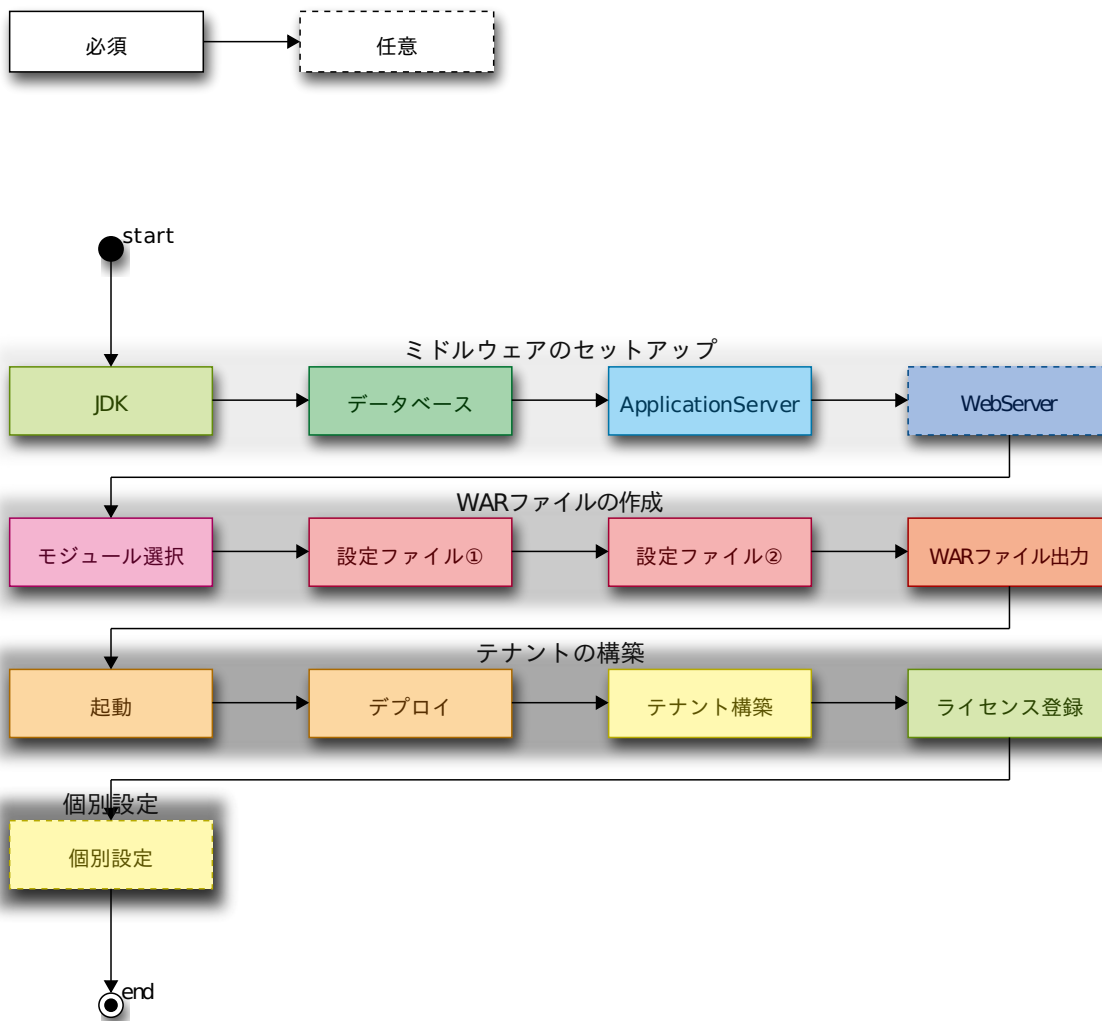 必須
任意
start
ミドルウェアのセットアップ
JDK
データベース
ApplicationServer
WebServer
WARファイルの作成
モジュール選択
設定ファイル①
設定ファイル②
WARファイル出力
テナントの構築
起動
デプロイ
テナント構築
ライセンス登録
個別設定
個別設定
end